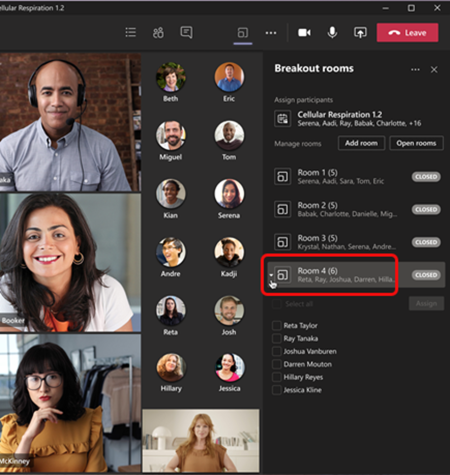 Cellular Respiration 1.2
Leave
Breakout rooms
Assign participants
Cellular Respiration 1.2
Serena, Aadi, Ray, Babak, Charlotte, +16
Manage rooms
Add room
Open rooms
Room 1 (5)
Serena, Aadi, Sara, Tom, Eric
CLOSED
Room 2 (5)
Babak, Charlotte, Danielle, Mig...
CLOSED
Room 3 (5)
Krystal, Nathan, Serena, Andre...
CLOSED
Room 4 (6)
Reta, Ray, Joshua, Darren, Hilla...
CLOSED
Select all
Assign
Reta Taylor
Ray Tanaka
Joshua Vanburen
Darren Mouton
Hillary Reyes
Jessica Kline
Beth
Eric
Miguel
Tom
Kian
Serena
Andre
Kadji
Reta
Josh
Hillary
Jessica
aka
Booker
McKinney